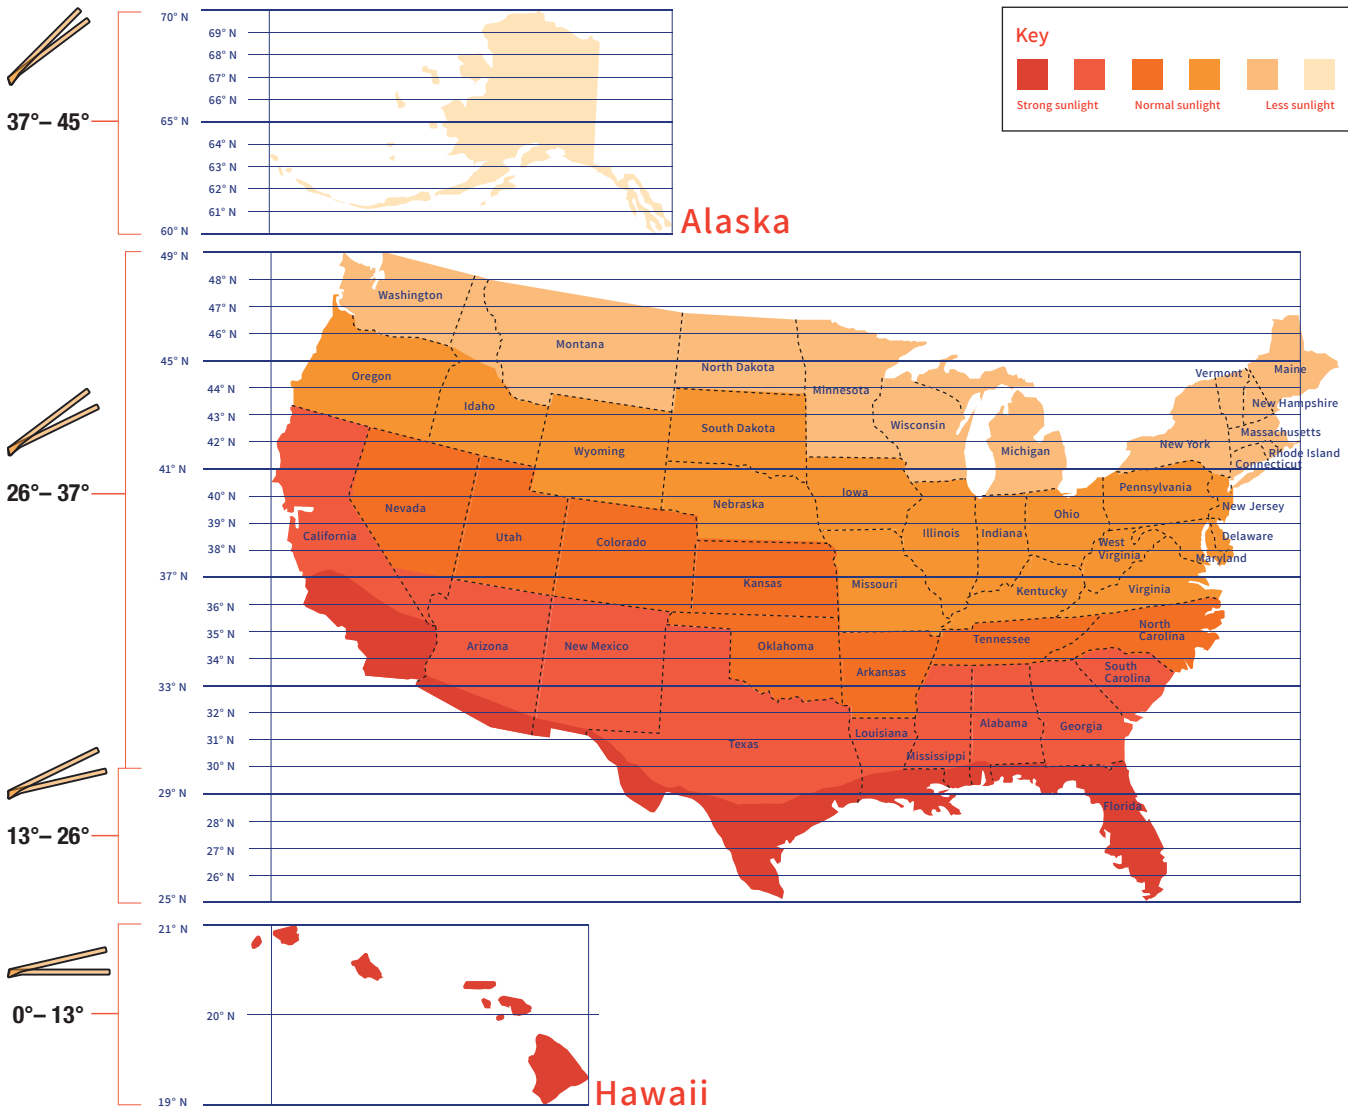 70° N
69° N
68° N
67° N
66° N
65° N
64° N
63° N
62° N
61° N
60° N
37°– 45°
Alaska
Key
Strong sunlight
Normal sunlight
Less sunlight
49° N
48° N
47° N
46° N
45° N
44° N
43° N
42° N
41° N
40° N
39° N
38° N
37° N
36° N
35° N
34° N
33° N
32° N
31° N
30° N
29° N
28° N
27° N
26° N
25° N
26°– 37°
13°– 26°
Washington
Montana
North Dakota
Minnesota
Vermont
Maine
Oregon
Idaho
New Hampshire
South Dakota
Wisconsin
Massachusetts
Wyoming
Michigan
New York
Rhode Island
Connecticut
Nebraska
Iowa
Pennsylvania
Nevada
Ohio
New Jersey
California
Utah
Colorado
Illinois
Indiana
West
Virginia
Delaware
Maryland
Kansas
Missouri
Kentucky
Virginia
Arizona
New Mexico
Oklahoma
Tennessee
North
Carolina
Arkansas
South
Carolina
Texas
Louisiana
Mississippi
Alabama
Georgia
Florida
21° N
20° N
19° N
0°– 13°
Hawaii